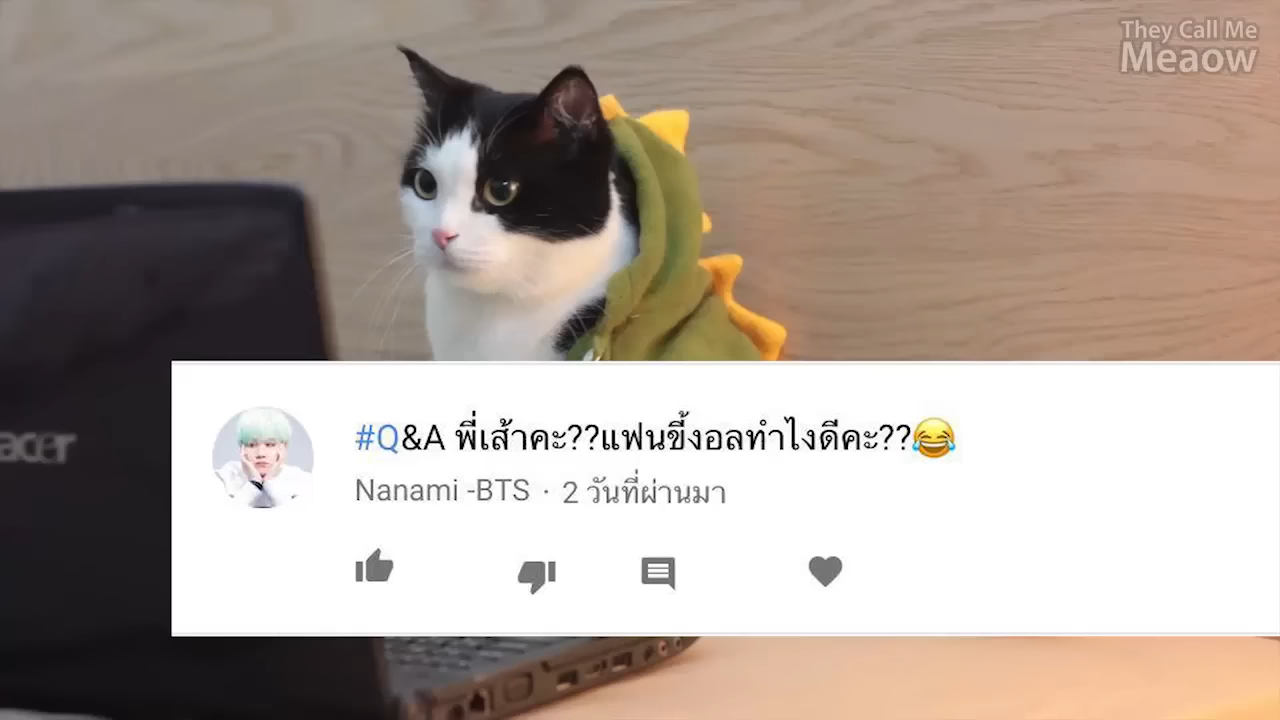 They Call Me
Meaow
acer
#Q&A พี่เส้าคะ??แฟนขี้งอลทำไงดีคะ??😂
Nanami -BTS · 2 วันที่ผ่านมา